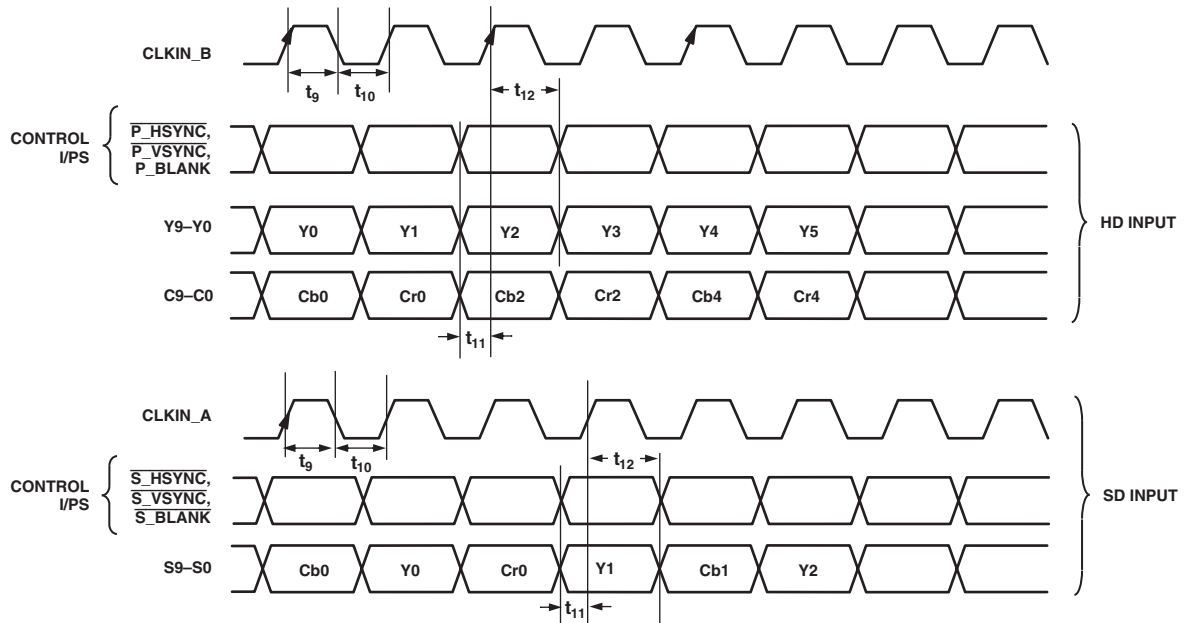 CLKIN_B
t9
t10
t12
CONTROL
I/PS
P_HSYNC,
P_VSYNC,
P_BLANK
HD INPUT
Y9–Y0
Y0
Y1
Y2
Y3
Y4
Y5
C9–C0
Cb0
Cr0
Cb2
Cr2
Cb4
Cr4
t11
CLKIN_A
t9
t10
t12
CONTROL
I/PS
S_HSYNC,
S_VSYNC,
S_BLANK
SD INPUT
S9–S0
Cb0
Y0
Cr0
Y1
Cb1
Y2
t11